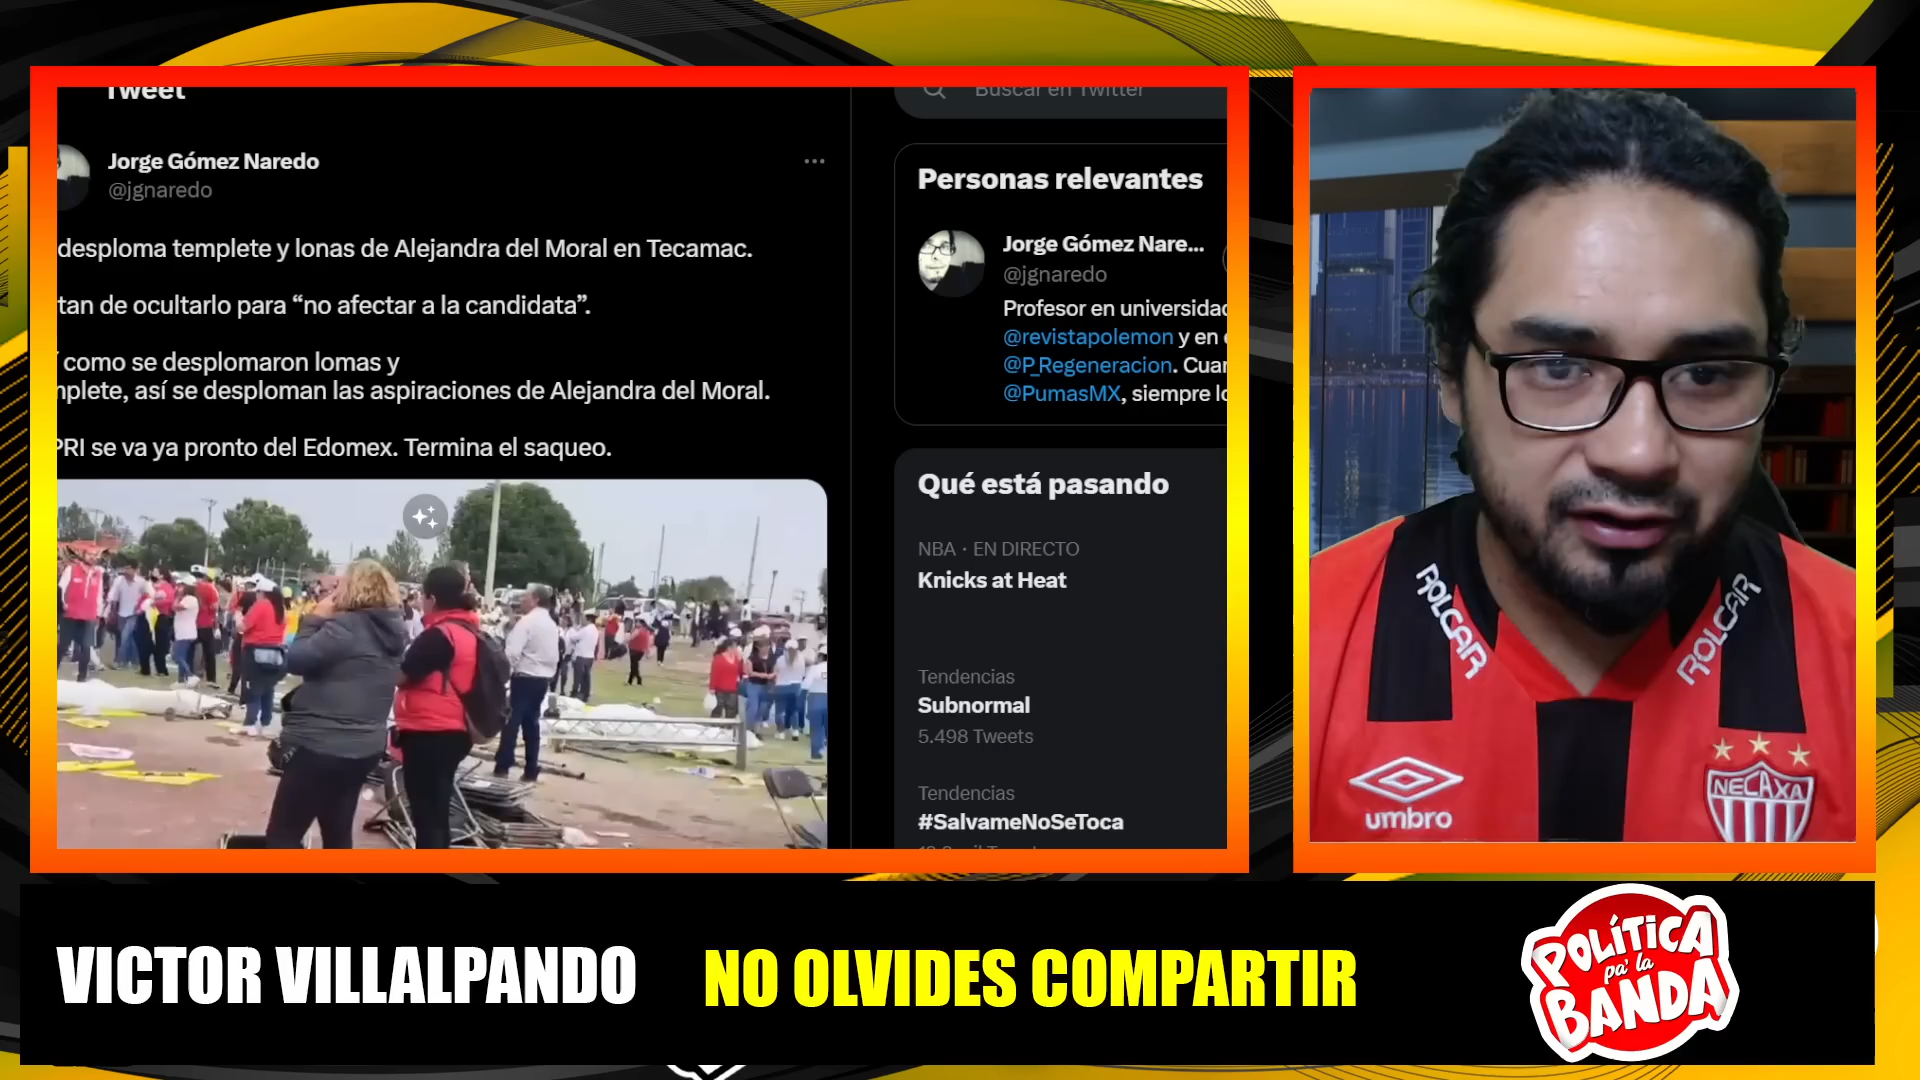 Tweet
Jorge Gómez Naredo
@jgnaredo
desploma templete y lonas de Alejandra del Moral en Tecamac.
tan de ocultarlo para “no afectar a la candidata”.
como se desplomaron lomas y
mplete, así se desploman las aspiraciones de Alejandra del Moral.
PRI se va ya pronto del Edomex. Termina el saqueo.
Buscar en Twitter
Personas relevantes
Jorge Gómez Nare...
@jgnaredo
Profesor en universidad
@revistapolemon y en
@P_Regeneracion. Cuan
@PumasMX, siempre lo
Qué está pasando
NBA · EN DIRECTO
Knicks at Heat
Tendencias
Subnormal
5.498 Tweets
Tendencias
#SalvameNoSeToca
ROLCAR
ROLCAR
umbro
NECAXA
VICTOR VILLALPANDO
NO OLVIDES COMPARTIR
POLÍTICA
pa' la
BANDA